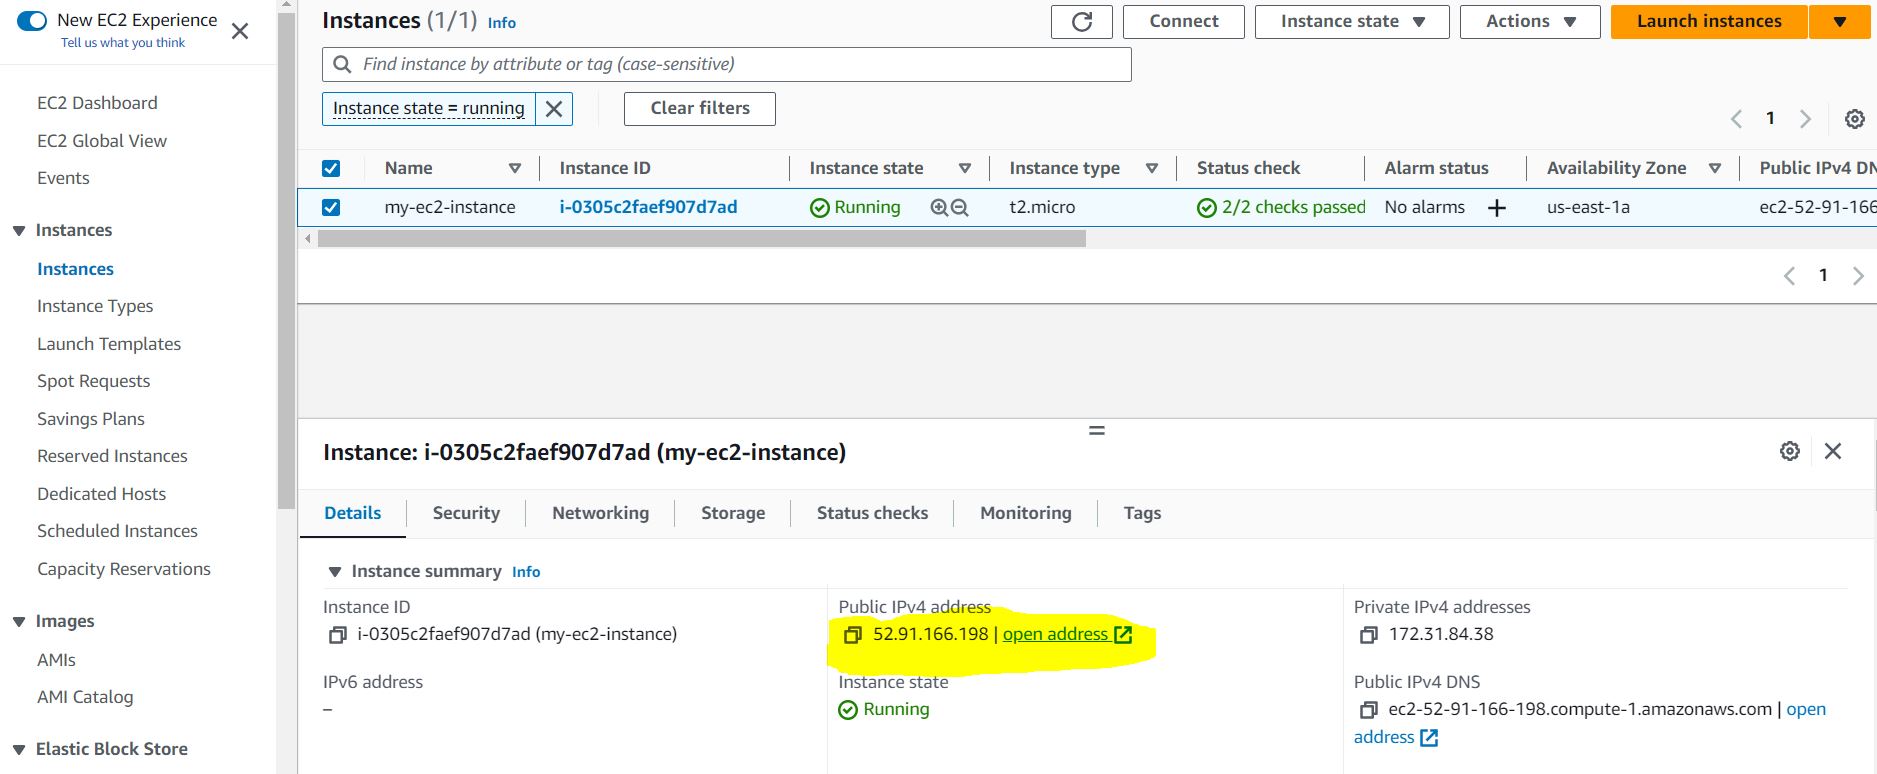 New EC2 Experience
Tell us what you think
EC2 Dashboard
EC2 Global View
Events
Instances
Instances
Instance Types
Launch Templates
Spot Requests
Savings Plans
Reserved Instances
Dedicated Hosts
Scheduled Instances
Capacity Reservations
Images
AMIs
AMI Catalog
Elastic Block Store
Instances (1/1) Info
Connect
Instance state
Actions
Launch instances
Find instance by attribute or tag (case-sensitive)
Instance state = running
Clear filters
1
Name Instance ID Instance state Instance type Status check Alarm status Availability Zone Public IPv4 DN
my-ec2-instance i-0305c2faef907d7ad Running t2.micro 2/2 checks passed No alarms + us-east-1a ec2-52-91-166
1
Instance: i-0305c2faef907d7ad (my-ec2-instance)
Details Security Networking Storage Status checks Monitoring Tags
Instance summary Info
Instance ID
i-0305c2faef907d7ad (my-ec2-instance)
Public IPv4 address
52.91.166.198 | open address
Private IPv4 addresses
172.31.84.38
IPv6 address
–
Instance state
Running
Public IPv4 DNS
ec2-52-91-166-198.compute-1.amazonaws.com | open
address